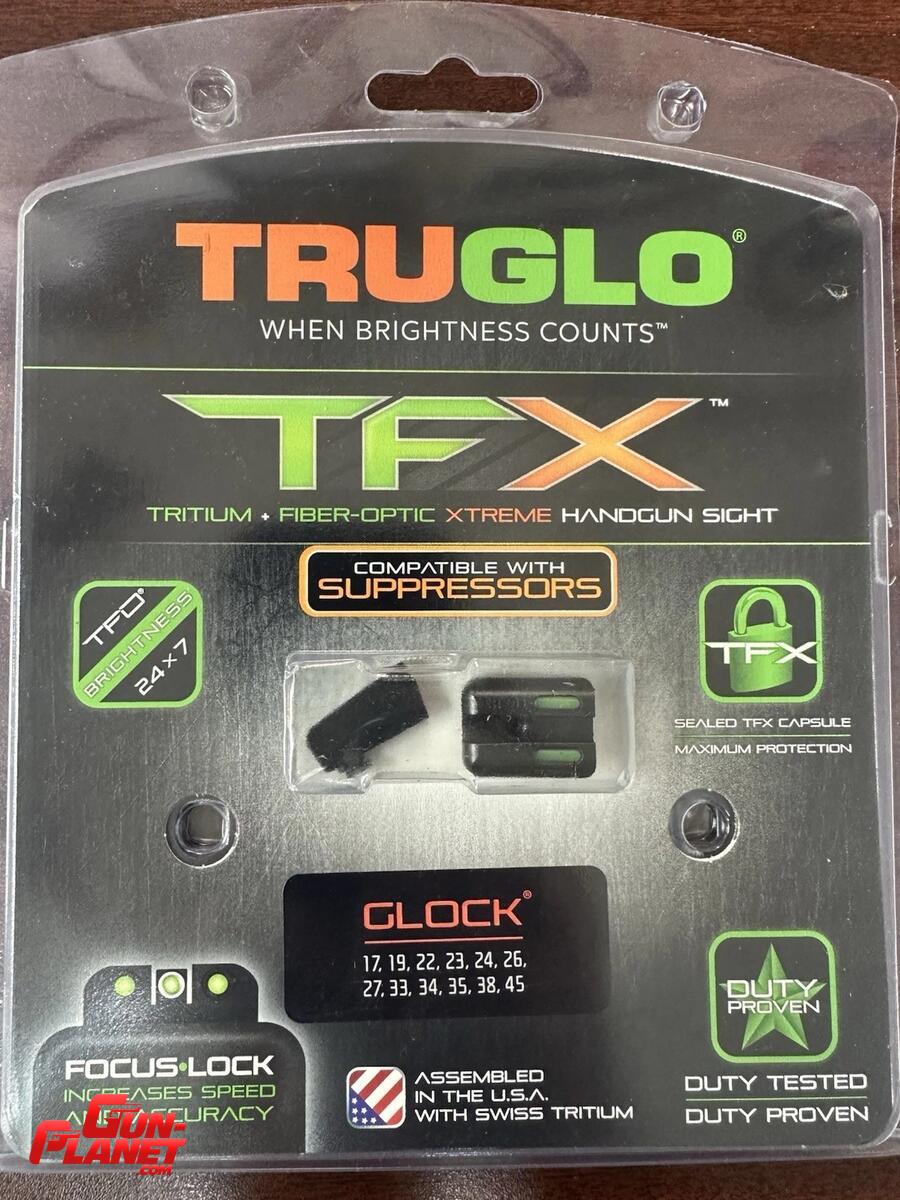 TRUGLO®
WHEN BRIGHTNESS COUNTS™
TFX™
TRITIUM + FIBER-OPTIC XTREME HANDGUN SIGHT
COMPATIBLE WITH
SUPPRESSORS
TFO®
BRIGHTNESS
24×7
TFX
SEALED TFX CAPSULE
MAXIMUM PROTECTION
GLOCK®
17, 19, 22, 23, 24, 26,
27, 33, 34, 35, 38, 45
FOCUS•LOCK
INCREASES SPEED
ACCURACY
ASSEMBLED
IN THE U.S.A.
WITH SWISS TRITIUM
DUTY
PROVEN
DUTY TESTED
DUTY PROVEN
GUN-
PLANET
.COM